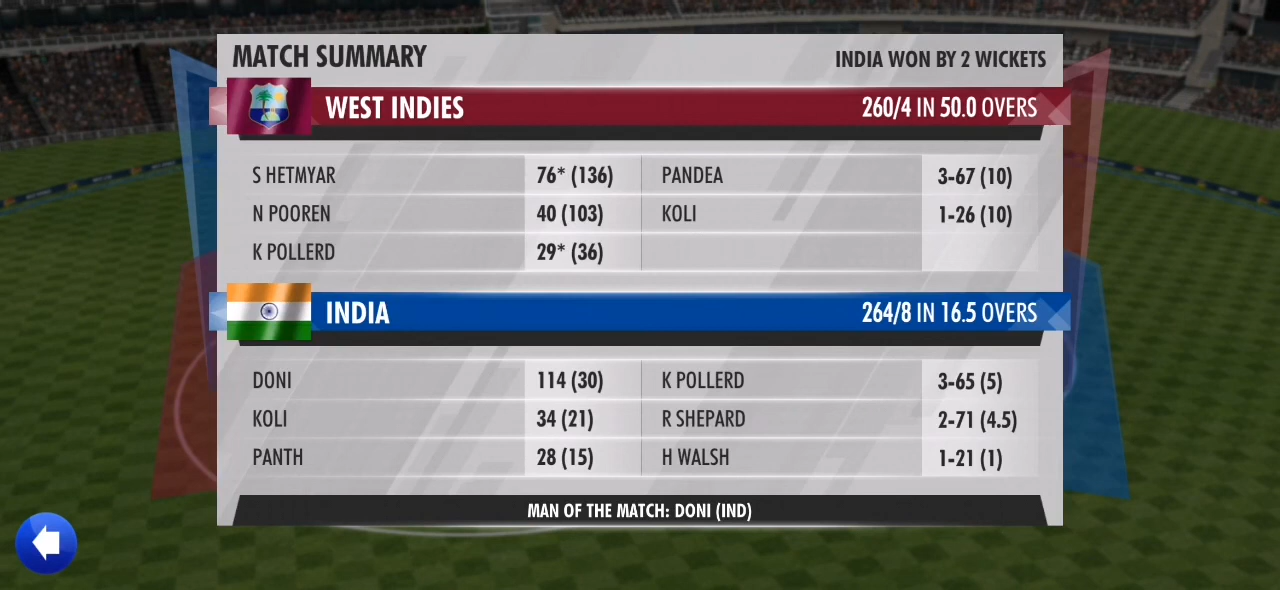 MATCH SUMMARY INDIA WON BY 2 WICKETS
WEST INDIES 260/4 IN 50.0 OVERS
S HETMYAR 76* (136) PANDEA 3-67 (10)
N POOREN 40 (103) KOLI 1-26 (10)
K POLLERD 29* (36)
INDIA 264/8 IN 16.5 OVERS
DONI 114 (30) K POLLERD 3-65 (5)
KOLI 34 (21) R SHEPARD 2-71 (4.5)
PANTH 28 (15) H WALSH 1-21 (1)
MAN OF THE MATCH: DONI (IND)